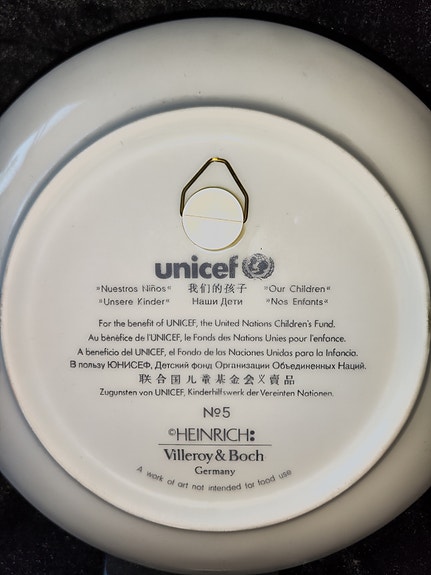 unicef
"Nuestros Niños" 我们的孩子 "Our Children"
"Unsere Kinder" Наши Дети "Nos Enfants"
For the benefit of UNICEF, the United Nations Children's Fund.
Au bénéfice de l'UNICEF, le Fonds des Nations Unies pour l'enfance.
A beneficio del UNICEF, el Fondo de las Naciones Unidas para la Infancia.
В пользу ЮНИСЕФ, Детский фонд Организации Объединенных Наций.
联合国儿童基金会义賣品
Zugunsten von UNICEF, Kinderhilfswerk der Vereinten Nationen.
№5
©HEINRICH:
Villeroy & Boch
Germany
A work of art not intended for food use